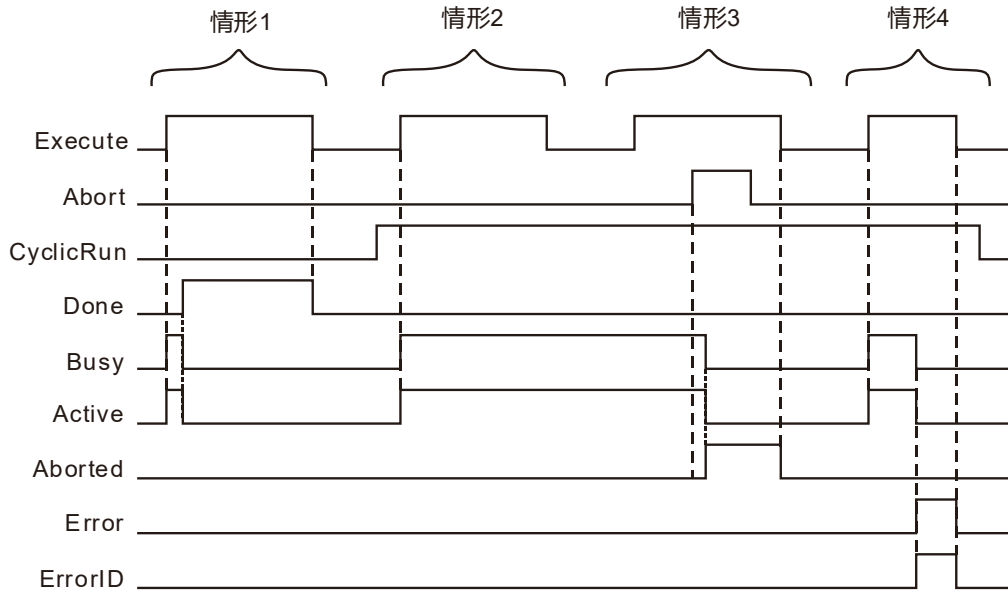 情形1
情形2
情形3
情形4
Execute
Abort
CyclicRun
Done
Busy
Active
Aborted
Error
ErrorID